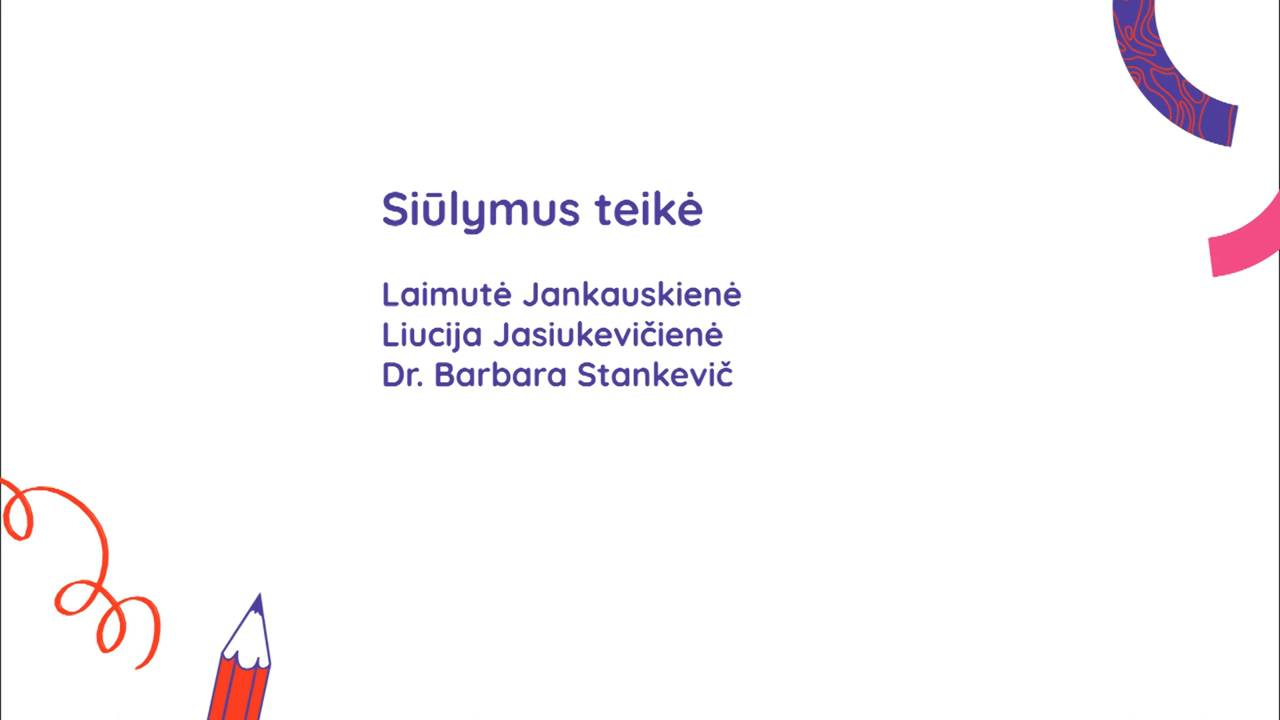 Siūlymus teikė
Laimutė Jankauskienė
Liucija Jasiukevičienė
Dr. Barbara Stankevič